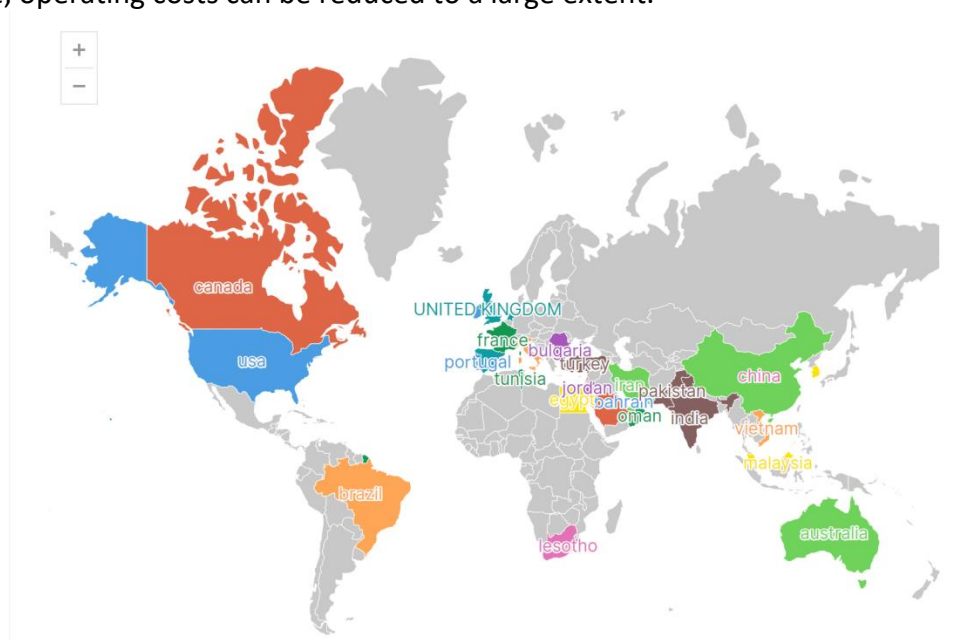 , operating costs can be reduced to a large extent.
+
−
canada
UNITED KINGDOM
france
bulgaria
usa
portugal
turkey
tunisia
china
jordan
iran
pakistan
egypt
bahrain
oman
india
vietnam
malaysia
brazil
australia
lesotho